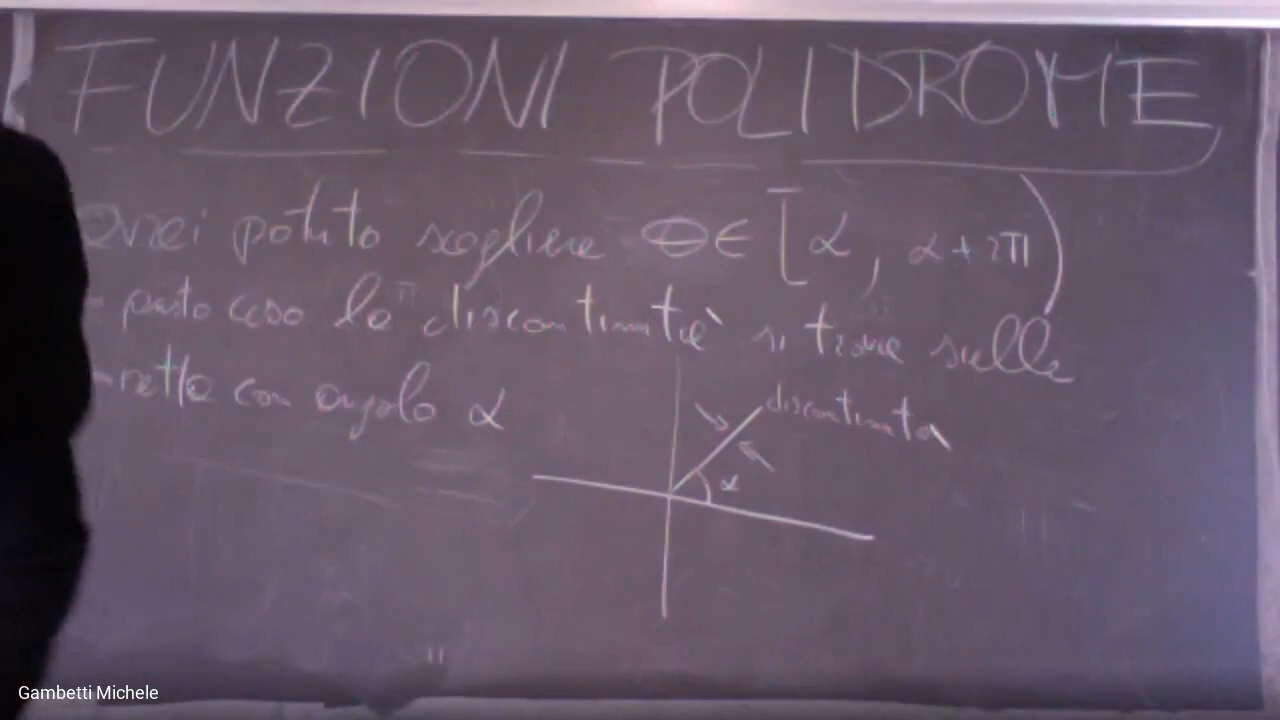 FUNZIONI POLIDROME
avrei potuto scegliere Θ∈ [α, α+2π)
questo caso la discontinuità si trova sulla
retta con angolo α
discontinuità
α
Gambetti Michele